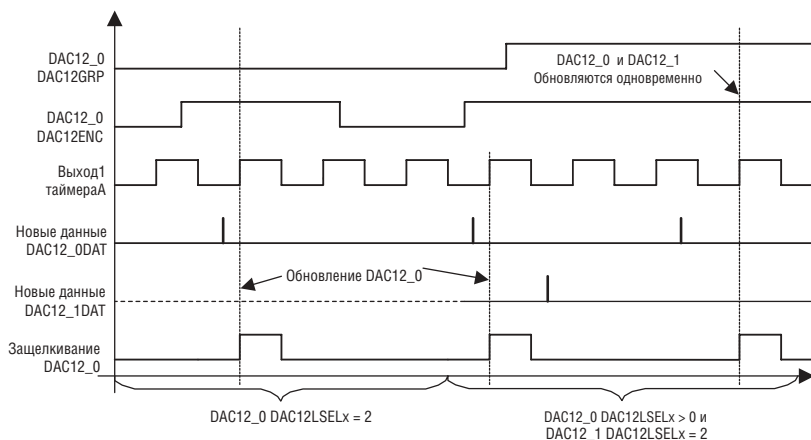 DAC12_0
DAC12GRP
DAC12_0 и DAC12_1
Обновляются одновременно
DAC12_0
DAC12ENC
Выход1
таймераА
Новые данные
DAC12_0DAT
Обновление DAC12_0
Новые данные
DAC12_1DAT
Защелкивание
DAC12_0
DAC12_0 DAC12LSELx = 2
DAC12_0 DAC12LSELx > 0 и
DAC12_1 DAC12LSELx = 2